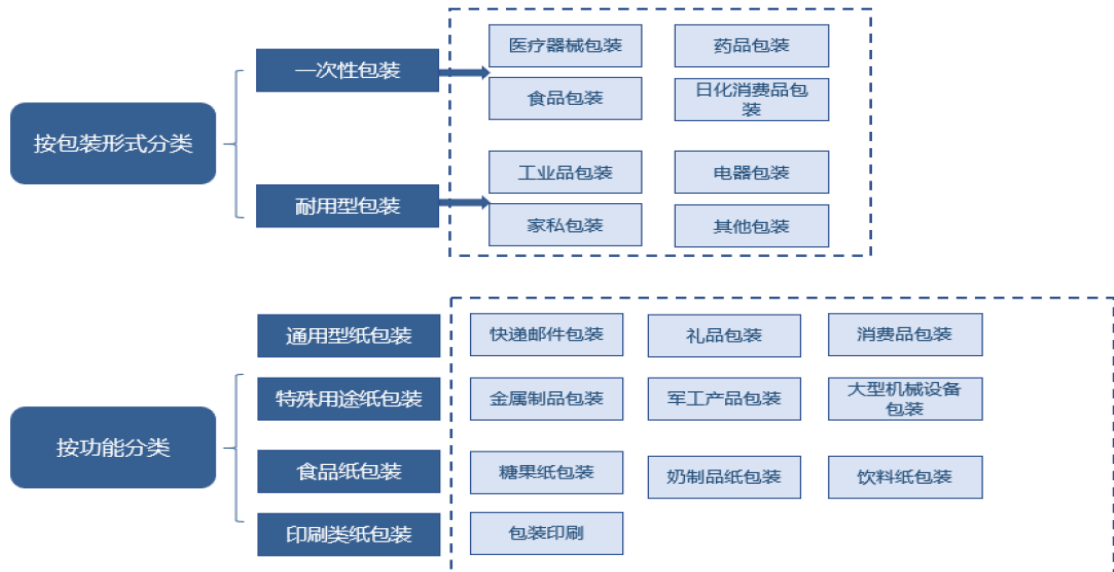 医疗器械包装
药品包装
一次性包装
食品包装
日化消费品包
装
按包装形式分类
工业品包装
电器包装
耐用型包装
家私包装
其他包装
通用型纸包装
快递邮件包装
礼品包装
消费品包装
特殊用途纸包装
金属制品包装
军工产品包装
大型机械设备
包装
按功能分类
食品纸包装
糖果纸包装
奶制品纸包装
饮料纸包装
印刷类纸包装
包装印刷